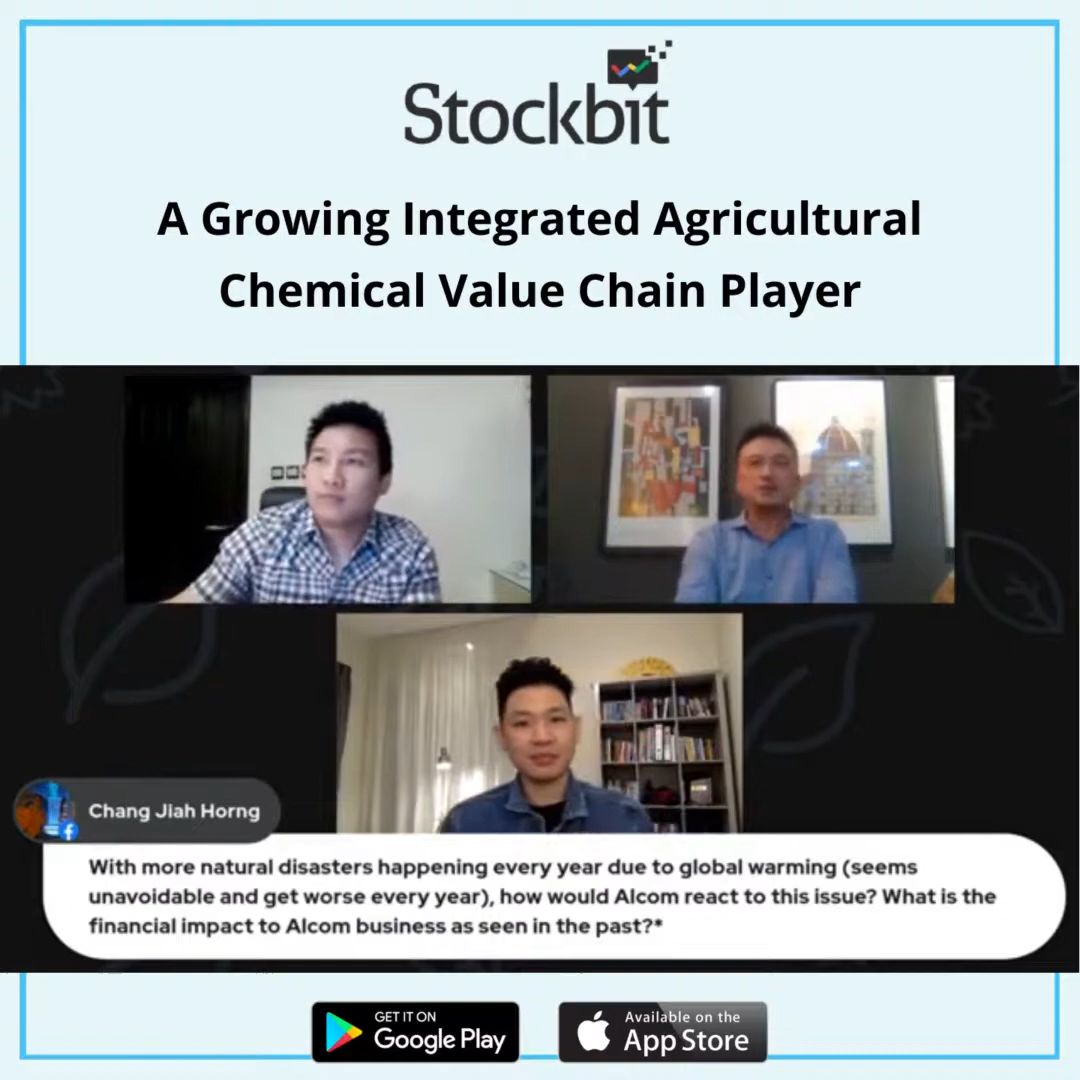 Stockbit
A Growing Integrated Agricultural
Chemical Value Chain Player
Chang Jiah Horng
With more natural disasters happening every year due to global warming (seems
unavoidable and get worse every year), how would Alcom react to this issue? What is the
financial impact to Alcom business as seen in the past?*
GET IT ON
Google Play
Available on the
App Store